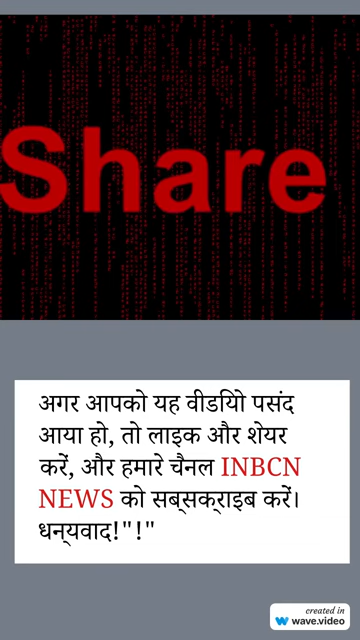 Share
अगर आपको यह वीडियो पसंद
आया हो, तो लाइक और शेयर
करें, और हमारे चैनल INBCN
NEWS को सब्सक्राइब करें।
धन्यवाद!"!"
created in
wave.video